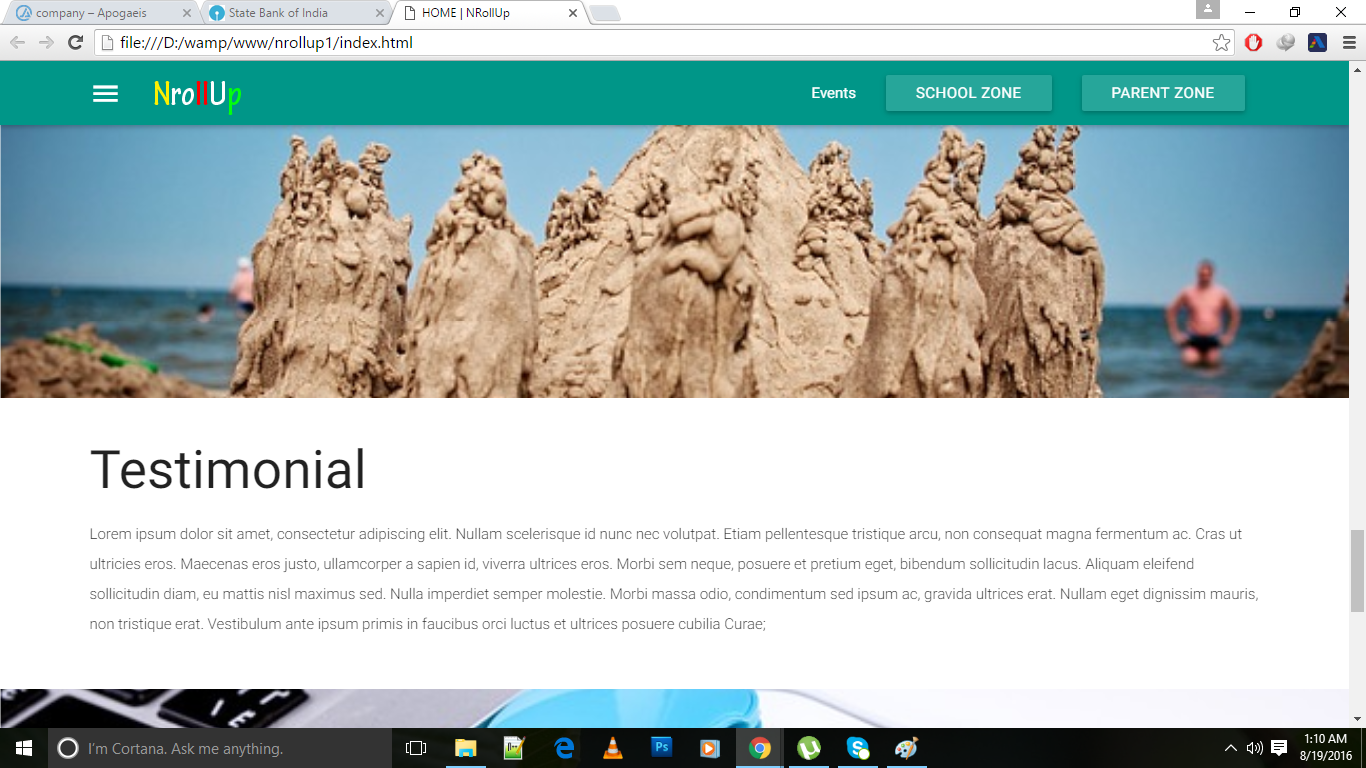 company – Apogaeis
State Bank of India
HOME | NRollUp
file:///D:/wamp/www/nrollup1/index.html
NrollUp
Events
SCHOOL ZONE
PARENT ZONE
Testimonial
Lorem ipsum dolor sit amet, consectetur adipiscing elit. Nullam scelerisque id nunc nec volutpat. Etiam pellentesque tristique arcu, non consequat magna fermentum ac. Cras ut
ultricies eros. Maecenas eros justo, ullamcorper a sapien id, viverra ultrices eros. Morbi sem neque, posuere et pretium eget, bibendum sollicitudin lacus. Aliquam eleifend
sollicitudin diam, eu mattis nisl maximus sed. Nulla imperdiet semper molestie. Morbi massa odio, condimentum sed ipsum ac, gravida ultrices erat. Nullam eget dignissim mauris,
non tristique erat. Vestibulum ante ipsum primis in faucibus orci luctus et ultrices posuere cubilia Curae;
I'm Cortana. Ask me anything.
Ps
1:10 AM
8/19/2016